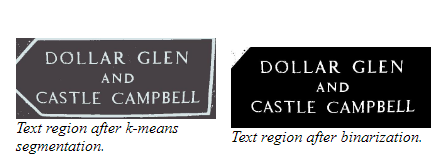 DOLLAR GLEN
AND
CASTLE CAMPBELL
Text region after k-means
segmentation.
DOLLAR GLEN
AND
CASTLE CAMPBELL
Text region after binarization.